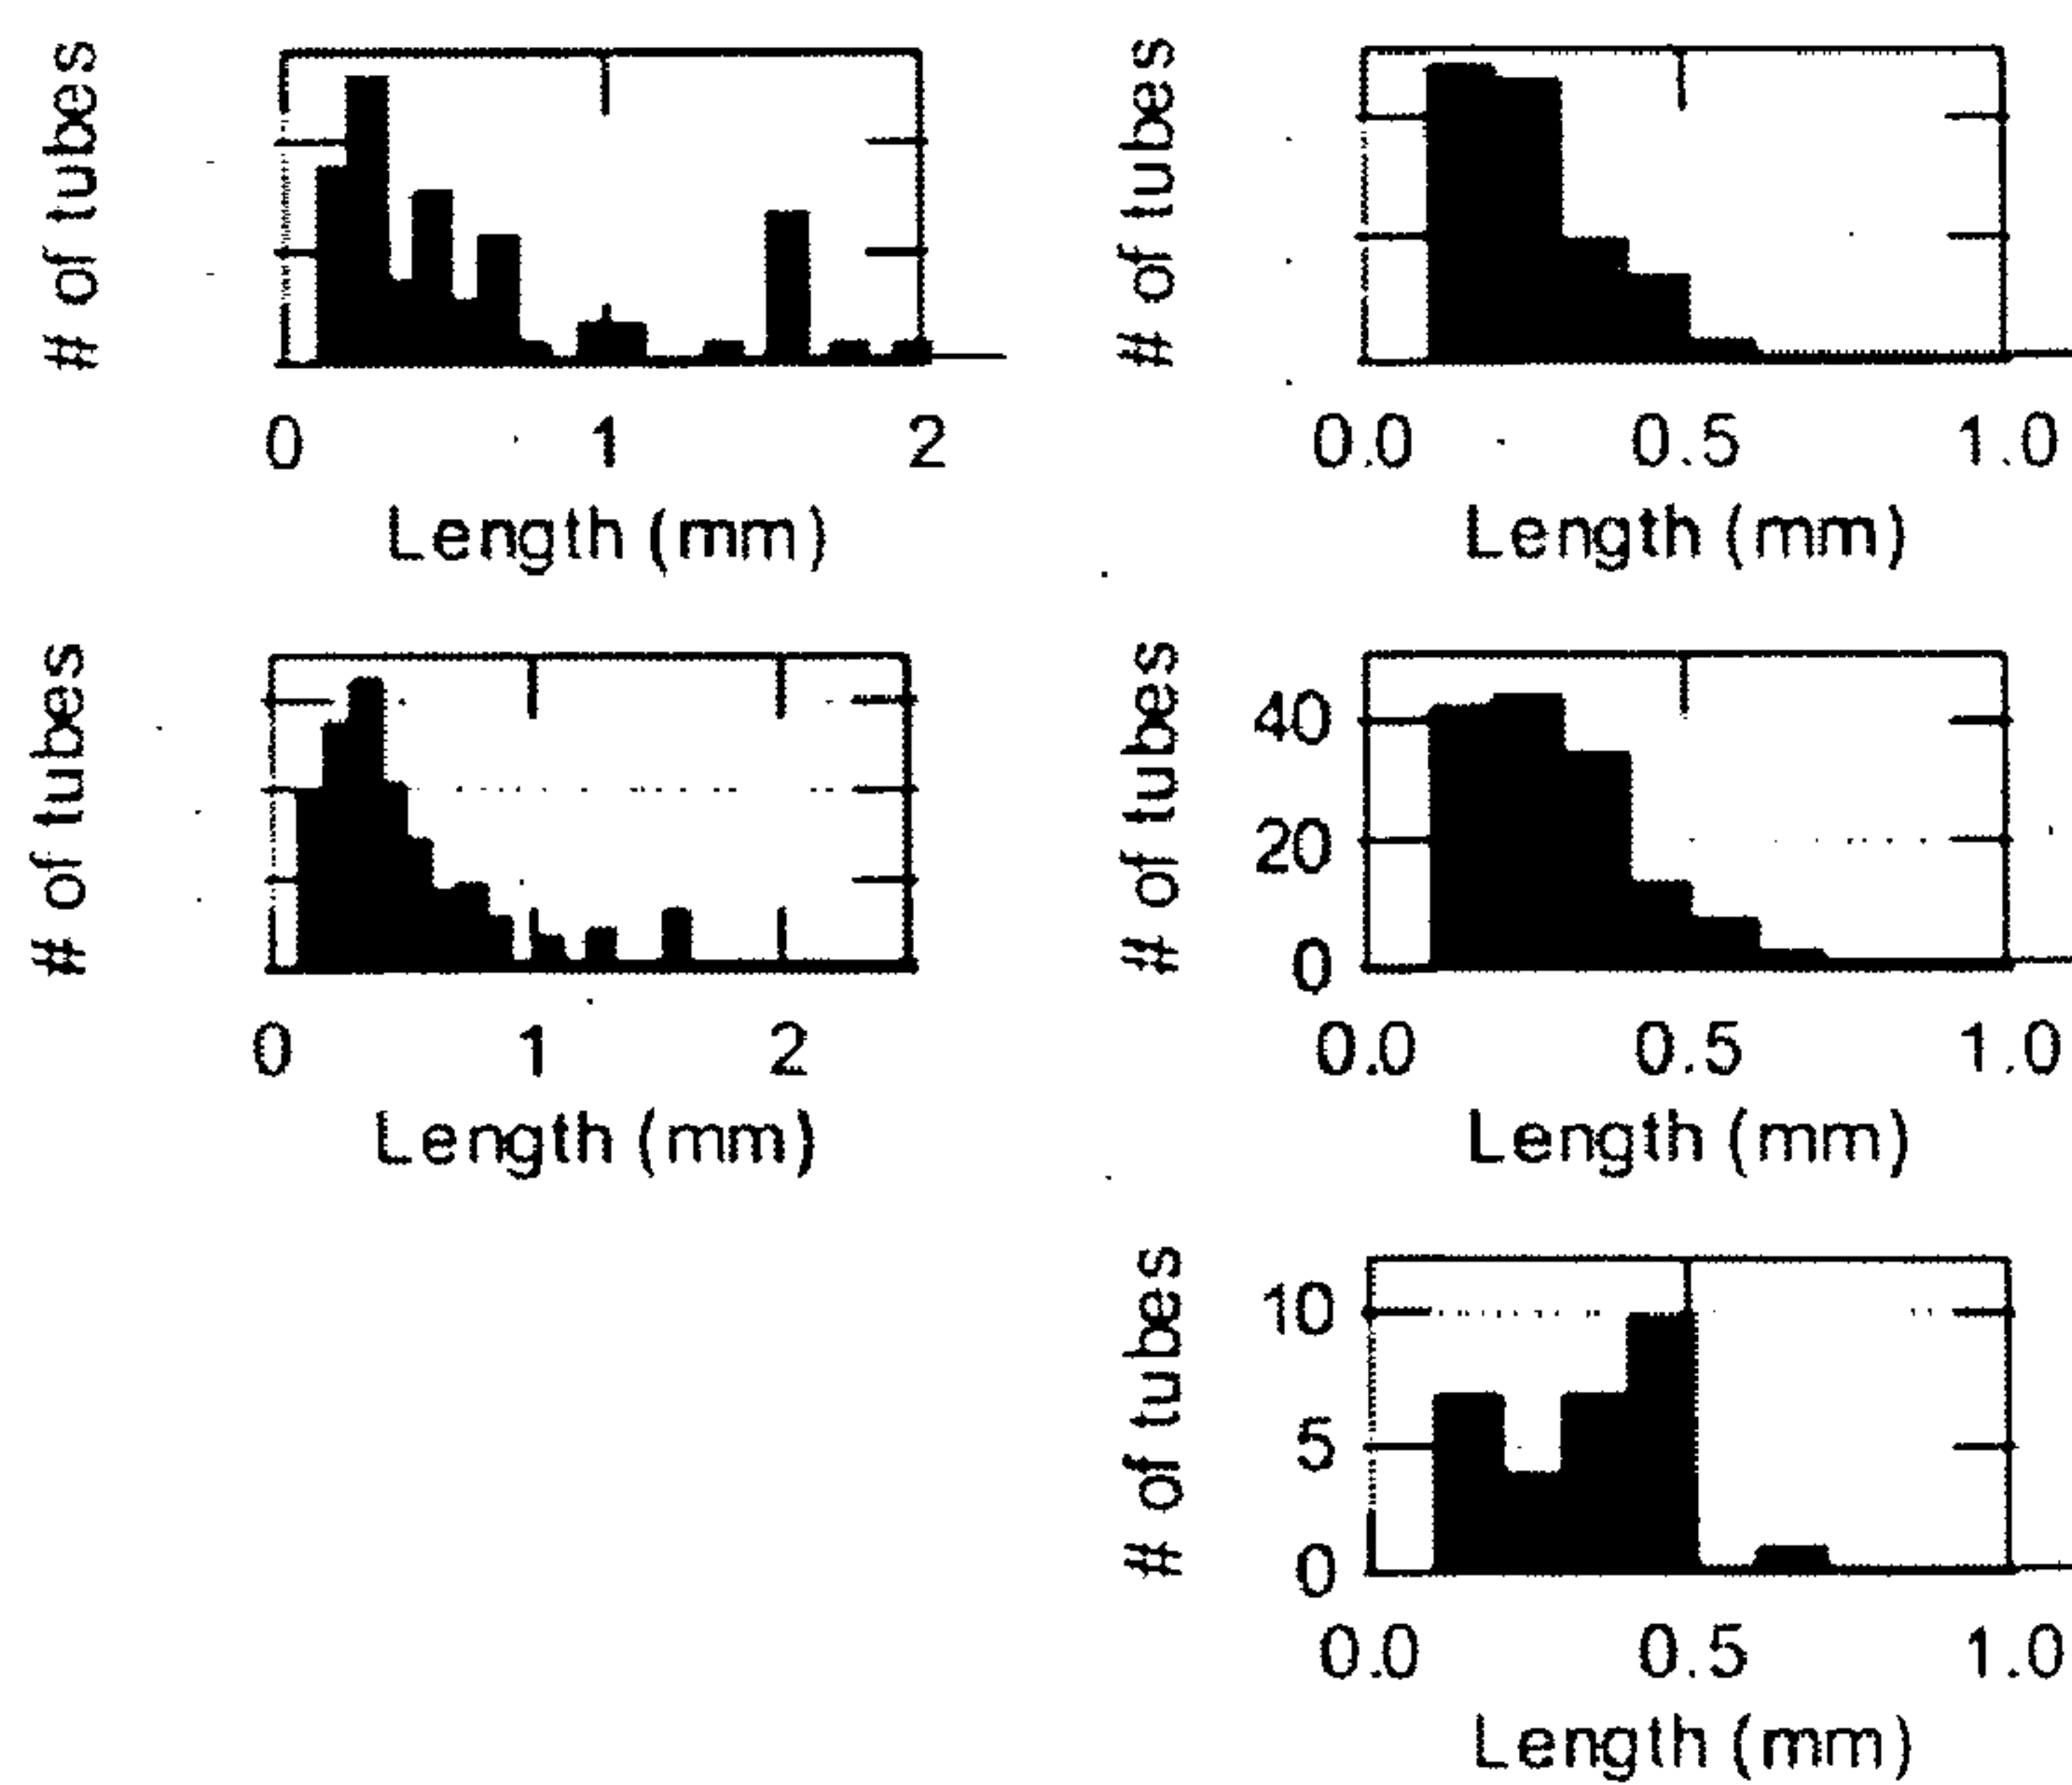 # of tubes
0 1 2
Length (mm)
# of tubes
0.0 0.5 1.0
Length (mm)
# of tubes
0 1 2
Length (mm)
# of tubes
40
20
0
0.0 0.5 1.0
Length (mm)
# of tubes
10
5
0
0.0 0.5 1.0
Length (mm)